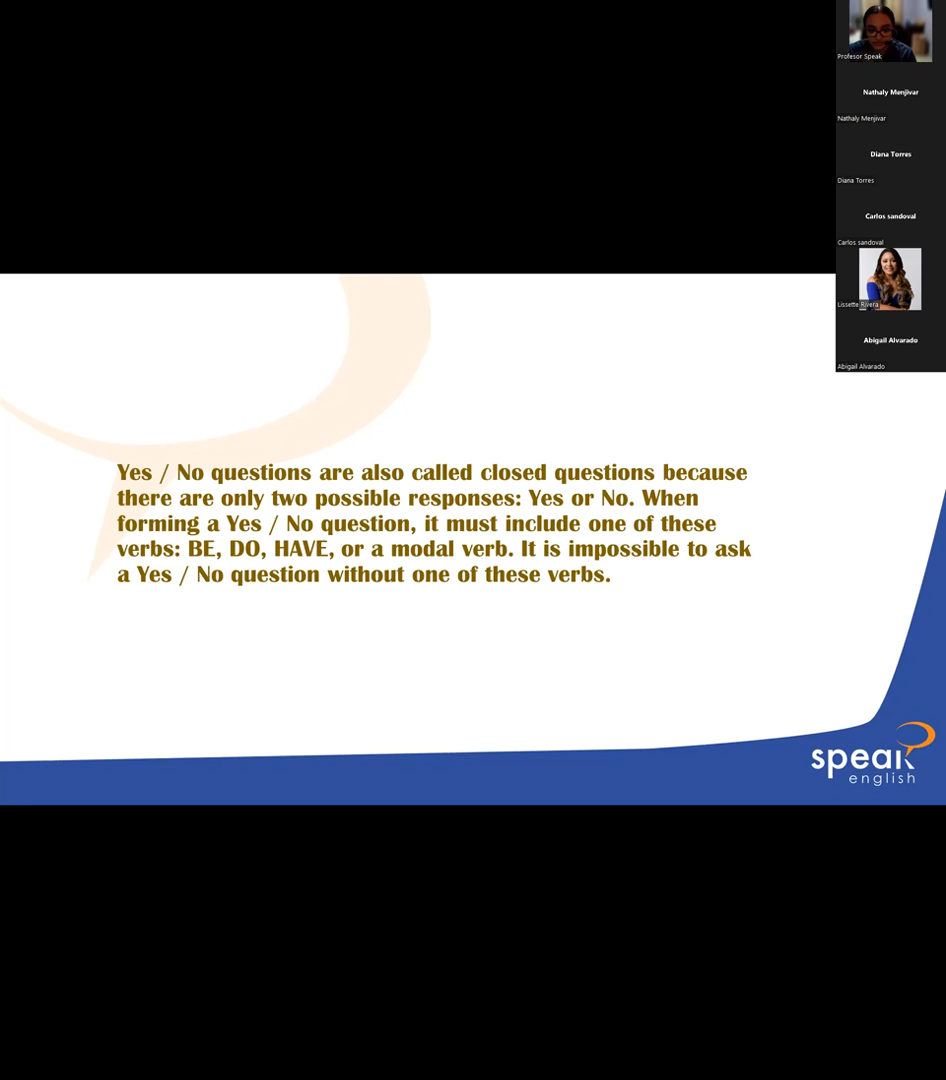 Profesor Speak
Nathaly Menjivar
Nathaly Menjivar
Diana Torres
Diana Torres
Carlos sandoval
Carlos sandoval
Lissette Rivera
Abigail Alvarado
Abigail Alvarado
Yes / No questions are also called closed questions because
there are only two possible responses: Yes or No. When
forming a Yes / No question, it must include one of these
verbs: BE, DO, HAVE, or a modal verb. It is impossible to ask
a Yes / No question without one of these verbs.
speak
english